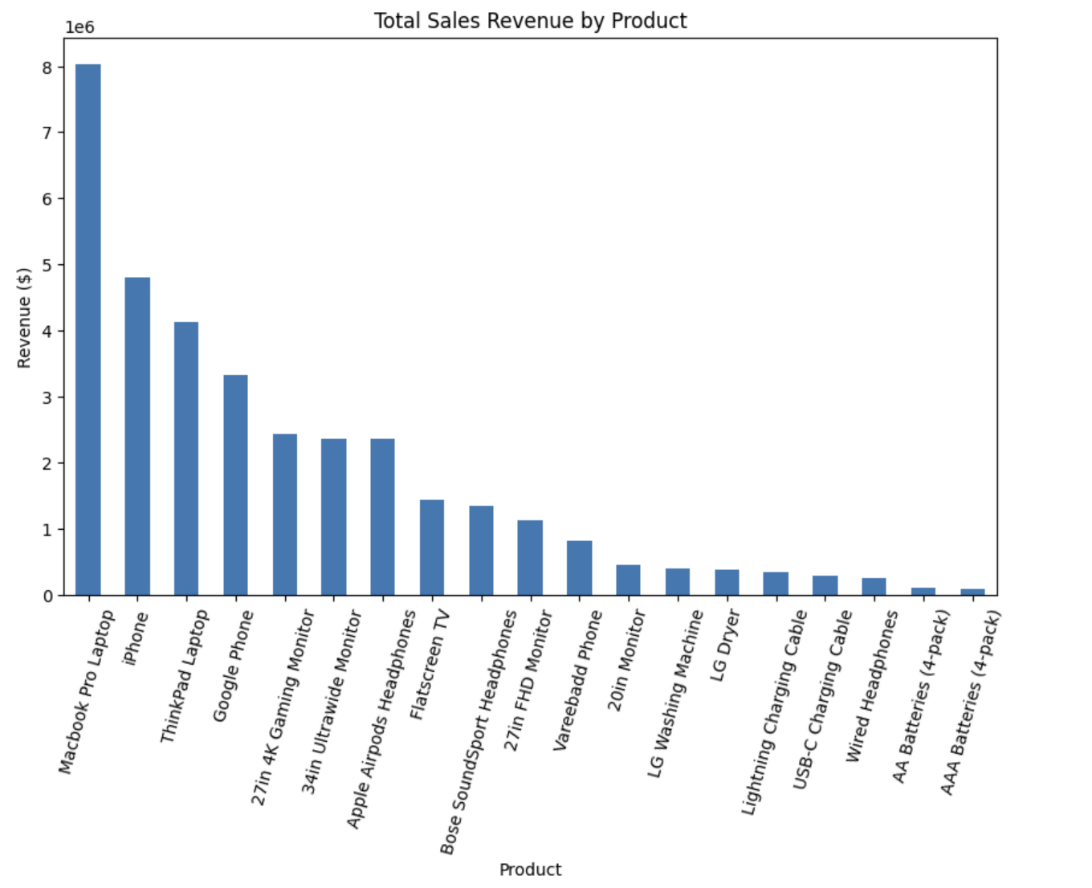 Total Sales Revenue by Product
1e6
8
7
6
5
4
3
2
1
0
Revenue ($)
Macbook Pro Laptop
iPhone
ThinkPad Laptop
Google Phone
27in 4K Gaming Monitor
34in Ultrawide Monitor
Apple Airpods Headphones
Flatscreen TV
Bose SoundSport Headphones
27in FHD Monitor
Vareebadd Phone
20in Monitor
LG Washing Machine
LG Dryer
Lightning Charging Cable
USB-C Charging Cable
Wired Headphones
AA Batteries (4-pack)
AAA Batteries (4-pack)
Product